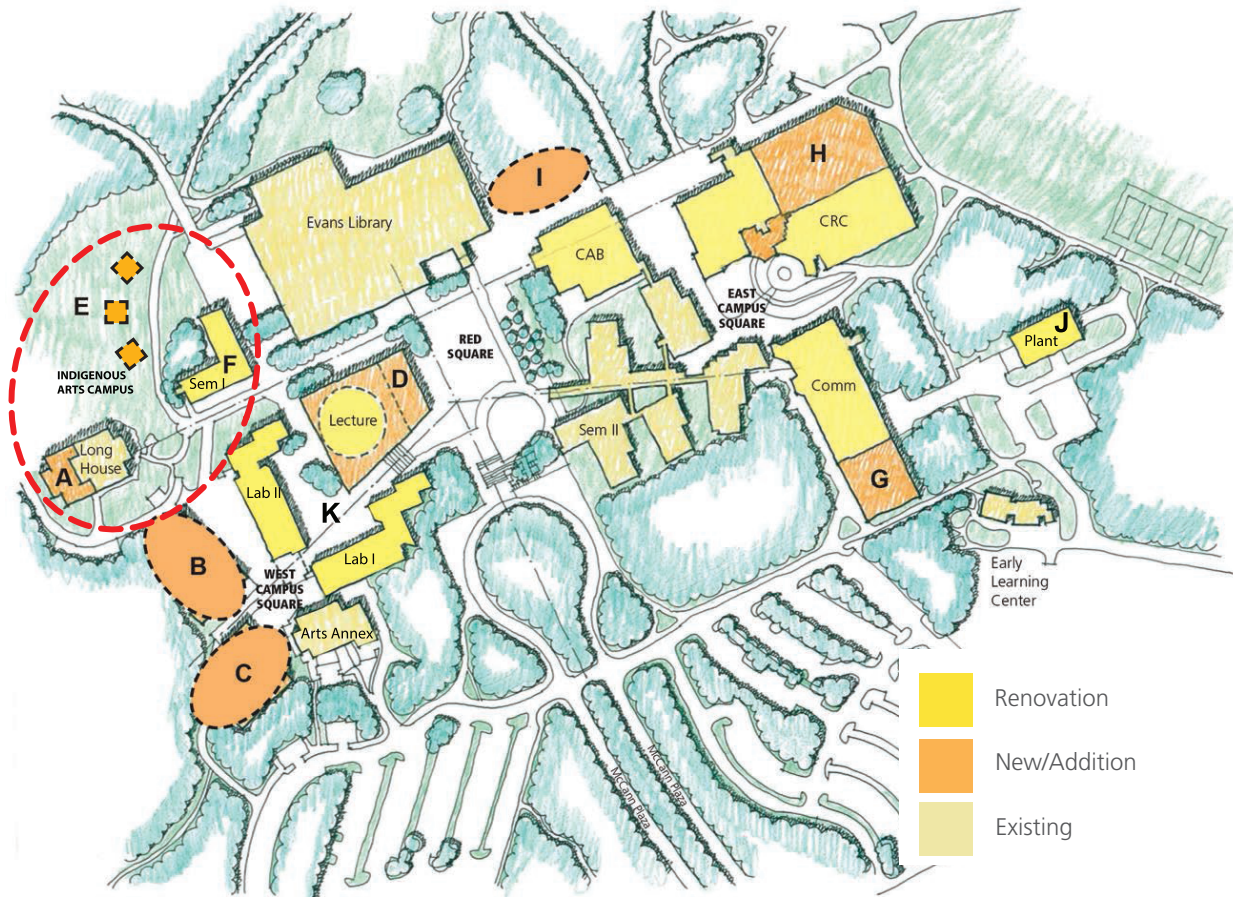 H
I
Evans Library
CRC
CAB
E
EAST
CAMPUS
SQUARE
J
Plant
RED
SQUARE
F
Sem I
INDIGENOUS
ARTS CAMPUS
D
Comm
Lecture
Sem II
Long
House
A
G
Lab II
K
Lab I
B
WEST
CAMPUS
SQUARE
Early
Learning
Center
Arts Annex
C
McCann Plaza
McCann Plaza
Renovation
New/Addition
Existing